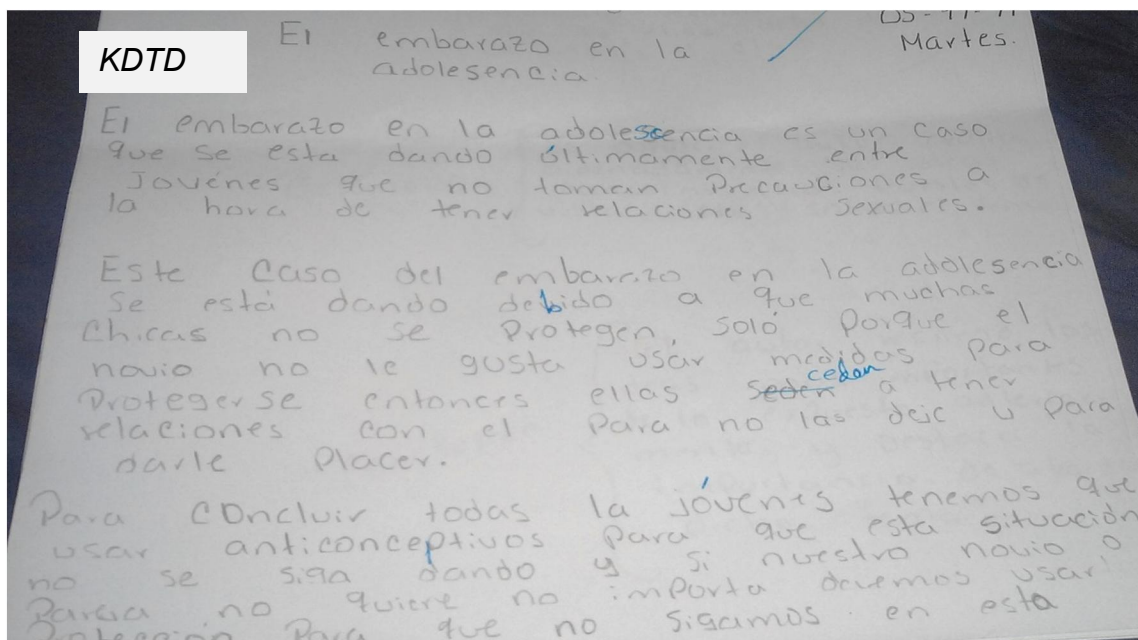 KDTD
Martes.
El embarazo en la
adolesencia
El embarazo en la adolescencia es un caso
que se esta dando últimamente entre
Jovénes que no toman Precauciones a
la hora de tener relaciones sexuales.
Este caso del embarazo en la adolesencia
se está dando debido a que muchas
Chicas no se Protegen, soló Porque el
novio no le gusta usár medidas Para
Protegerse entonces ellas seden ceden a tener
relaciones con el Para no las deje y Para
darle Placer.
Para concluir todas la jóvenes tenemos que
usar anticonceptivos Para que esta situación
no se siga dando y si nuestro novio o
Pareja no quiere no importa devemos usar
Protección Para que no sigamos en esta